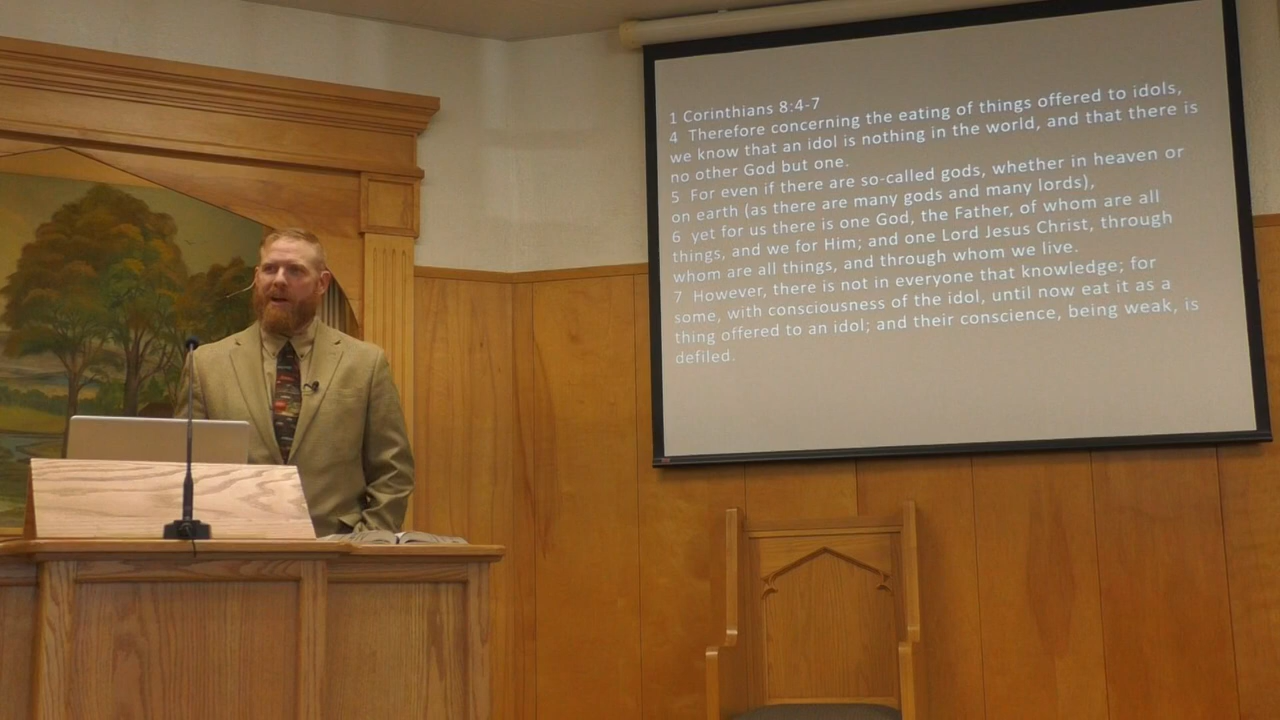 1 Corinthians 8:4-7
4 Therefore concerning the eating of things offered to idols,
we know that an idol is nothing in the world, and that there is
no other God but one.
5 For even if there are so-called gods, whether in heaven or
on earth (as there are many gods and many lords),
6 yet for us there is one God, the Father, of whom are all
things, and we for Him; and one Lord Jesus Christ, through
whom are all things, and through whom we live.
7 However, there is not in everyone that knowledge; for
some, with consciousness of the idol, until now eat it as a
thing offered to an idol; and their conscience, being weak, is
defiled.